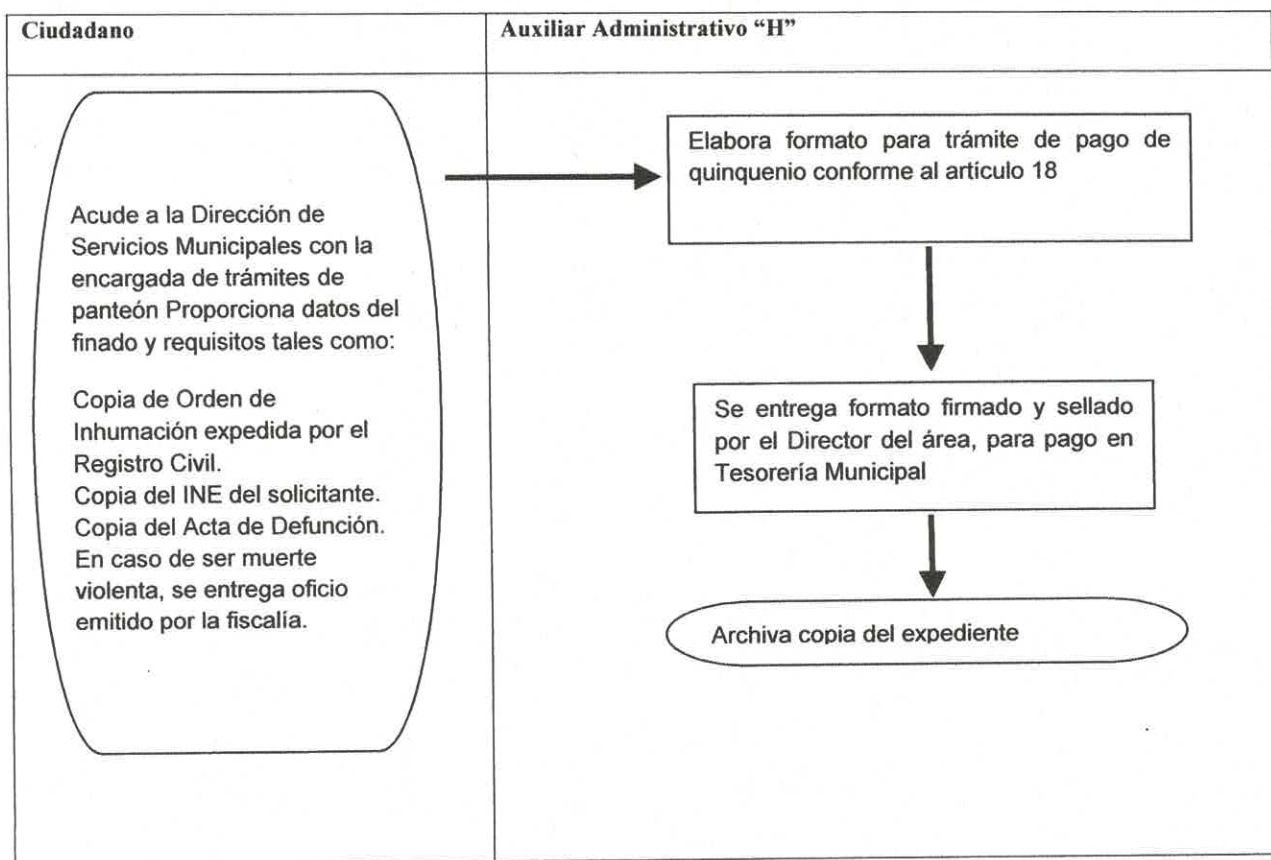 Ciudadano
Auxiliar Administrativo “H”
Acude a la Dirección de
Servicios Municipales con la
encargada de trámites de
panteón Proporciona datos del
finado y requisitos tales como:
Copia de Orden de
Inhumación expedida por el
Registro Civil.
Copia del INE del solicitante.
Copia del Acta de Defunción.
En caso de ser muerte
violenta, se entrega oficio
emitido por la fiscalía.
Elabora formato para trámite de pago de
quinquenio conforme al artículo 18
Se entrega formato firmado y sellado
por el Director del área, para pago en
Tesorería Municipal
Archiva copia del expediente